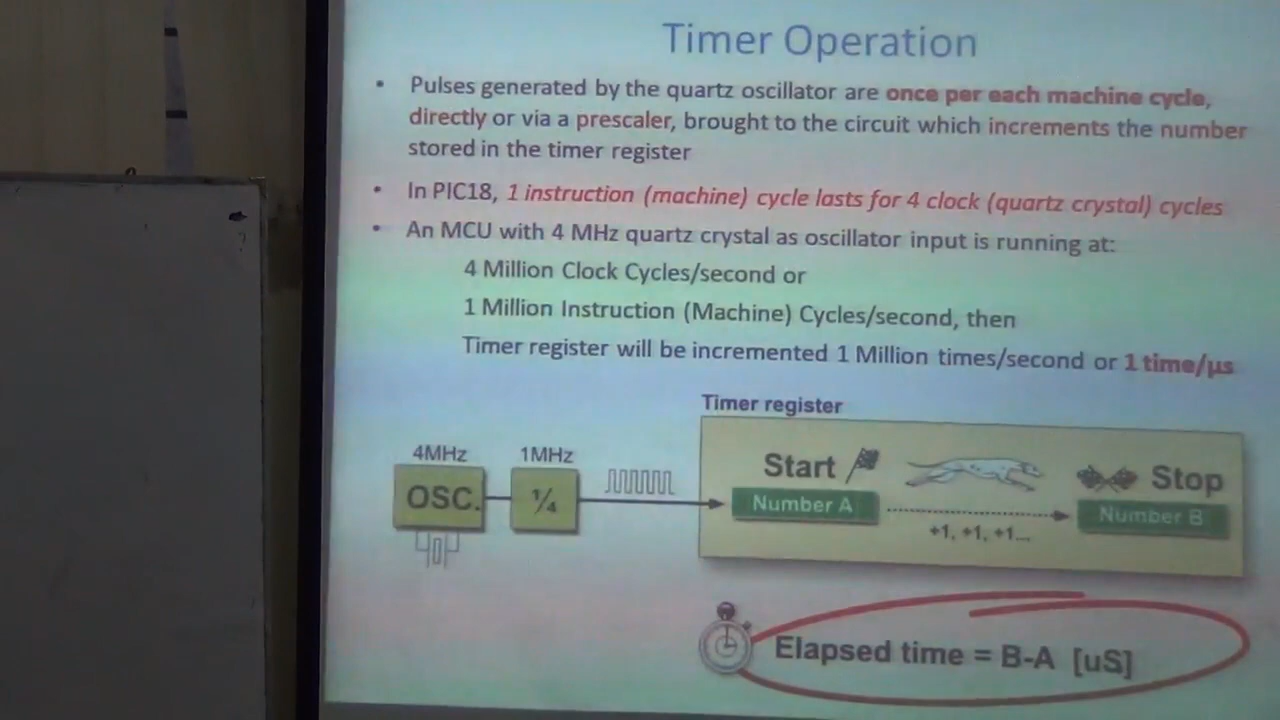 Timer Operation
• Pulses generated by the quartz oscillator are once per each machine cycle,
directly or via a prescaler, brought to the circuit which increments the number
stored in the timer register
• In PIC18, 1 instruction (machine) cycle lasts for 4 clock (quartz crystal) cycles
• An MCU with 4 MHz quartz crystal as oscillator input is running at:
4 Million Clock Cycles/second or
1 Million Instruction (Machine) Cycles/second, then
Timer register will be incremented 1 Million times/second or 1 time/µs
Timer register
4MHz
OSC.
1MHz
¼
Start
Number A
+1, +1, +1...
Stop
Number B
Elapsed time = B-A [uS]